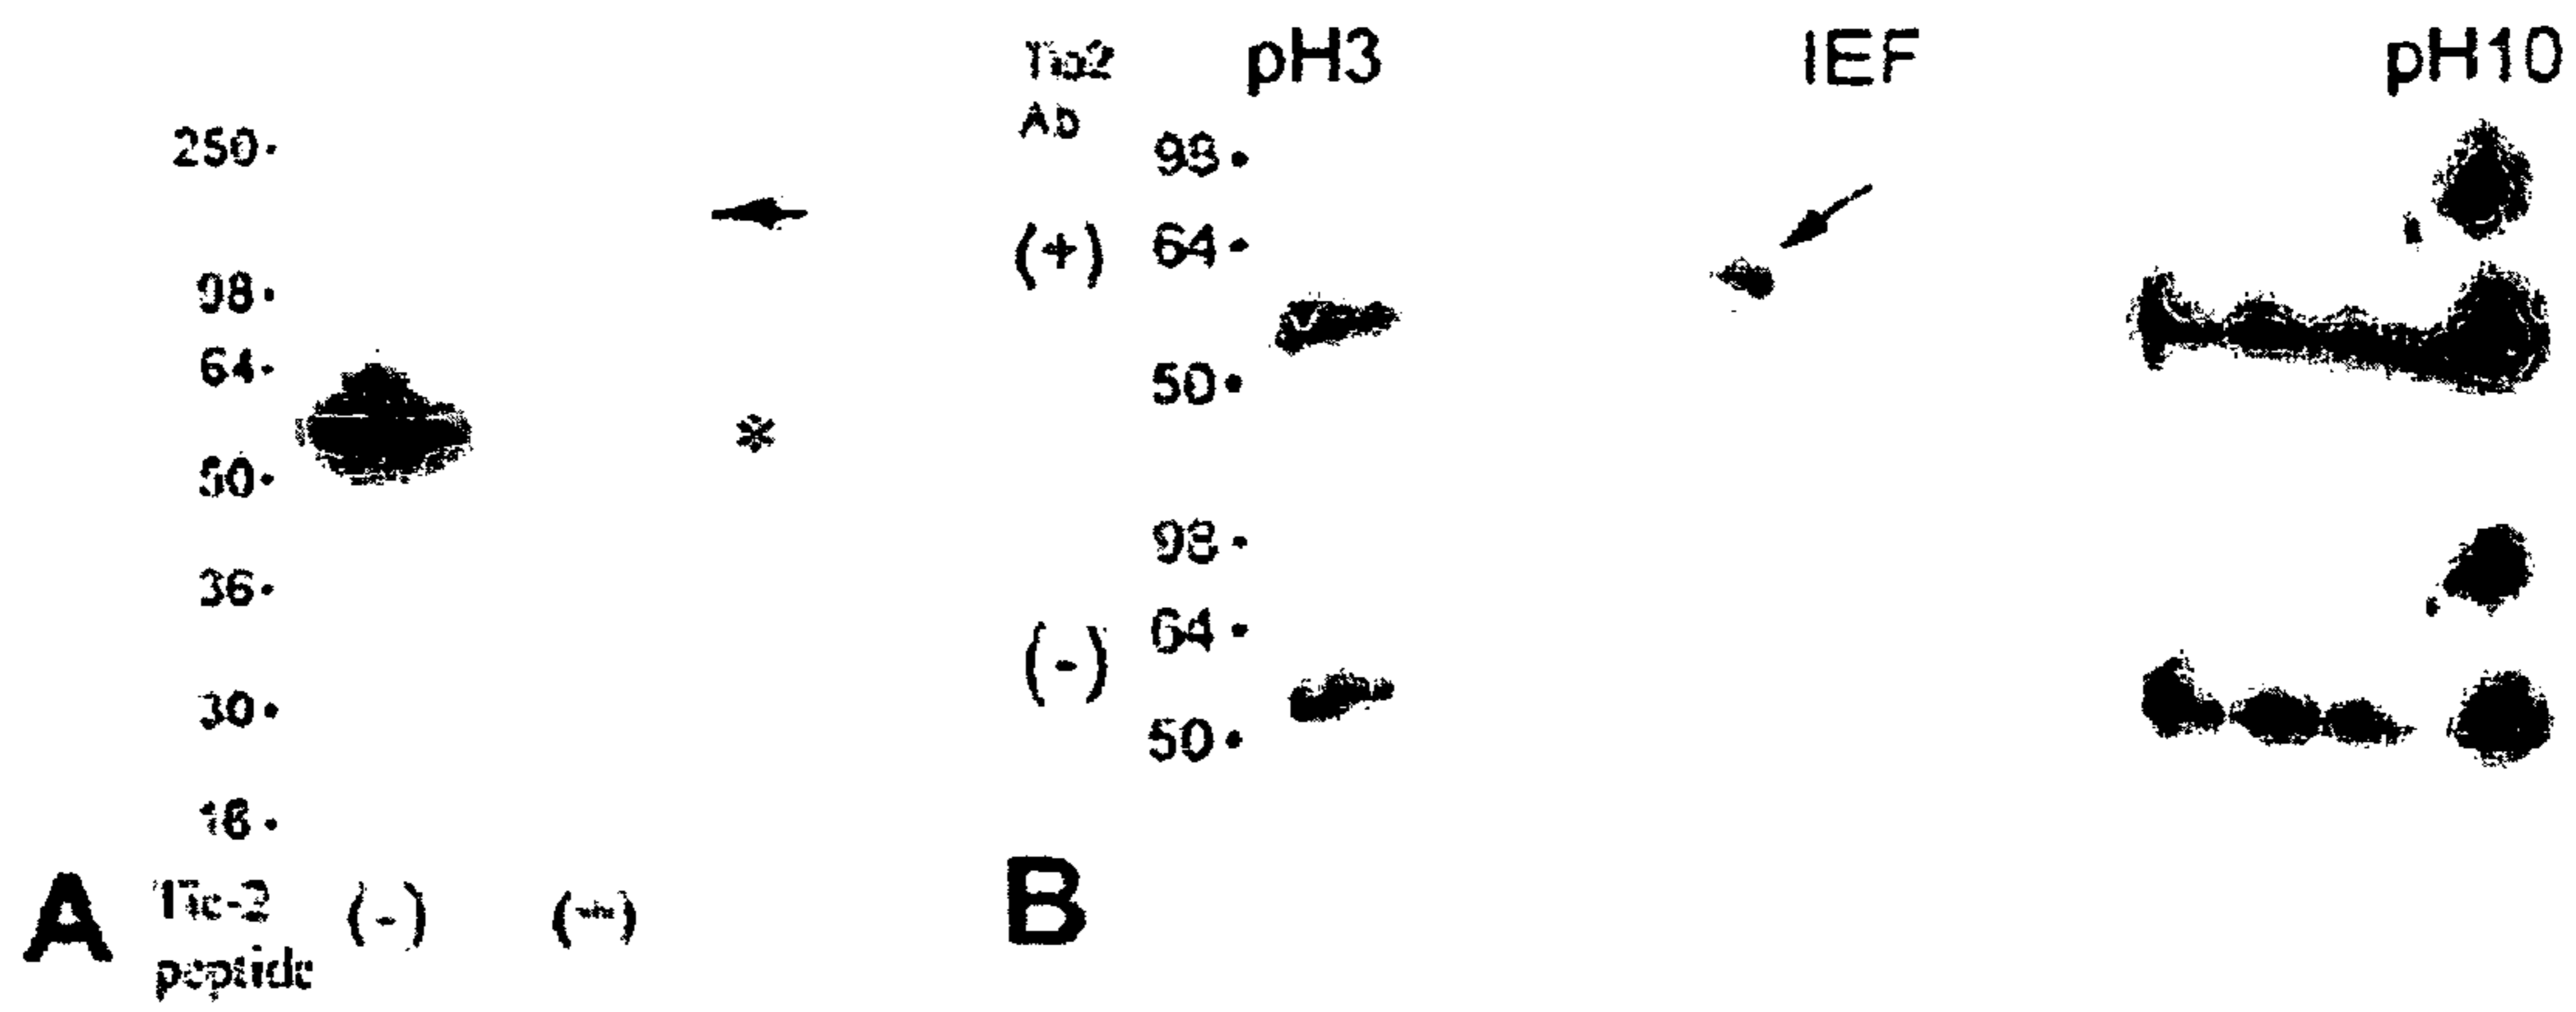 250
98
64
50
36
30
16
Tie-2 (-) (+)
peptide
A
Tie2 pH3 IEF pH10
Ab
98
(+) 64
50
98
(-) 64
50
B